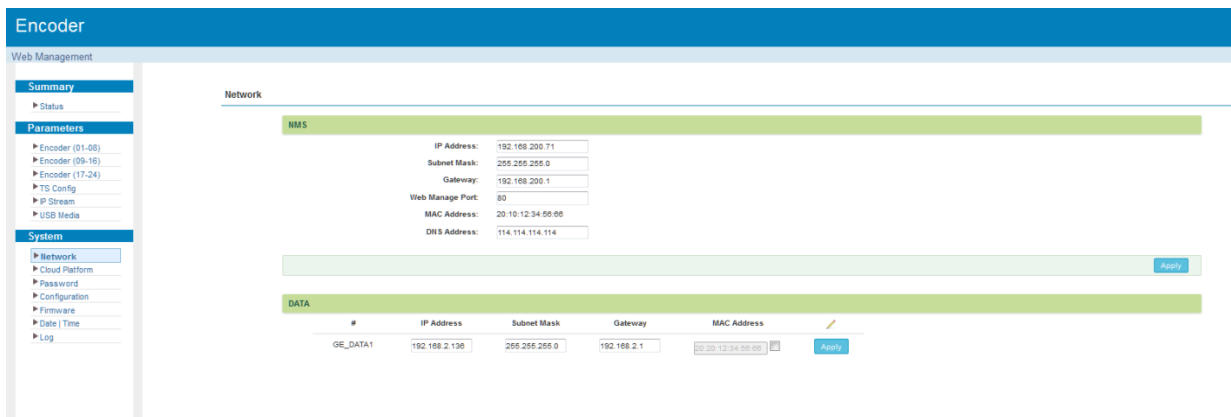 Encoder
Web Management
Summary
Status
Parameters
Encoder (01-08)
Encoder (09-16)
Encoder (17-24)
TS Config
IP Stream
USB Media
System
Network
Cloud Platform
Password
Configuration
Firmware
Date | Time
Log
Network
NMS
IP Address: 192.168.200.71
Subnet Mask: 255.255.255.0
Gateway: 192.168.200.1
Web Manage Port: 80
MAC Address: 20:10:12:34:56:66
DNS Address: 114.114.114.114
Apply
DATA
# IP Address Subnet Mask Gateway MAC Address
GE_DATA1 192.168.2.136 255.255.255.0 192.168.2.1 20:20:12:34:56:66 Apply